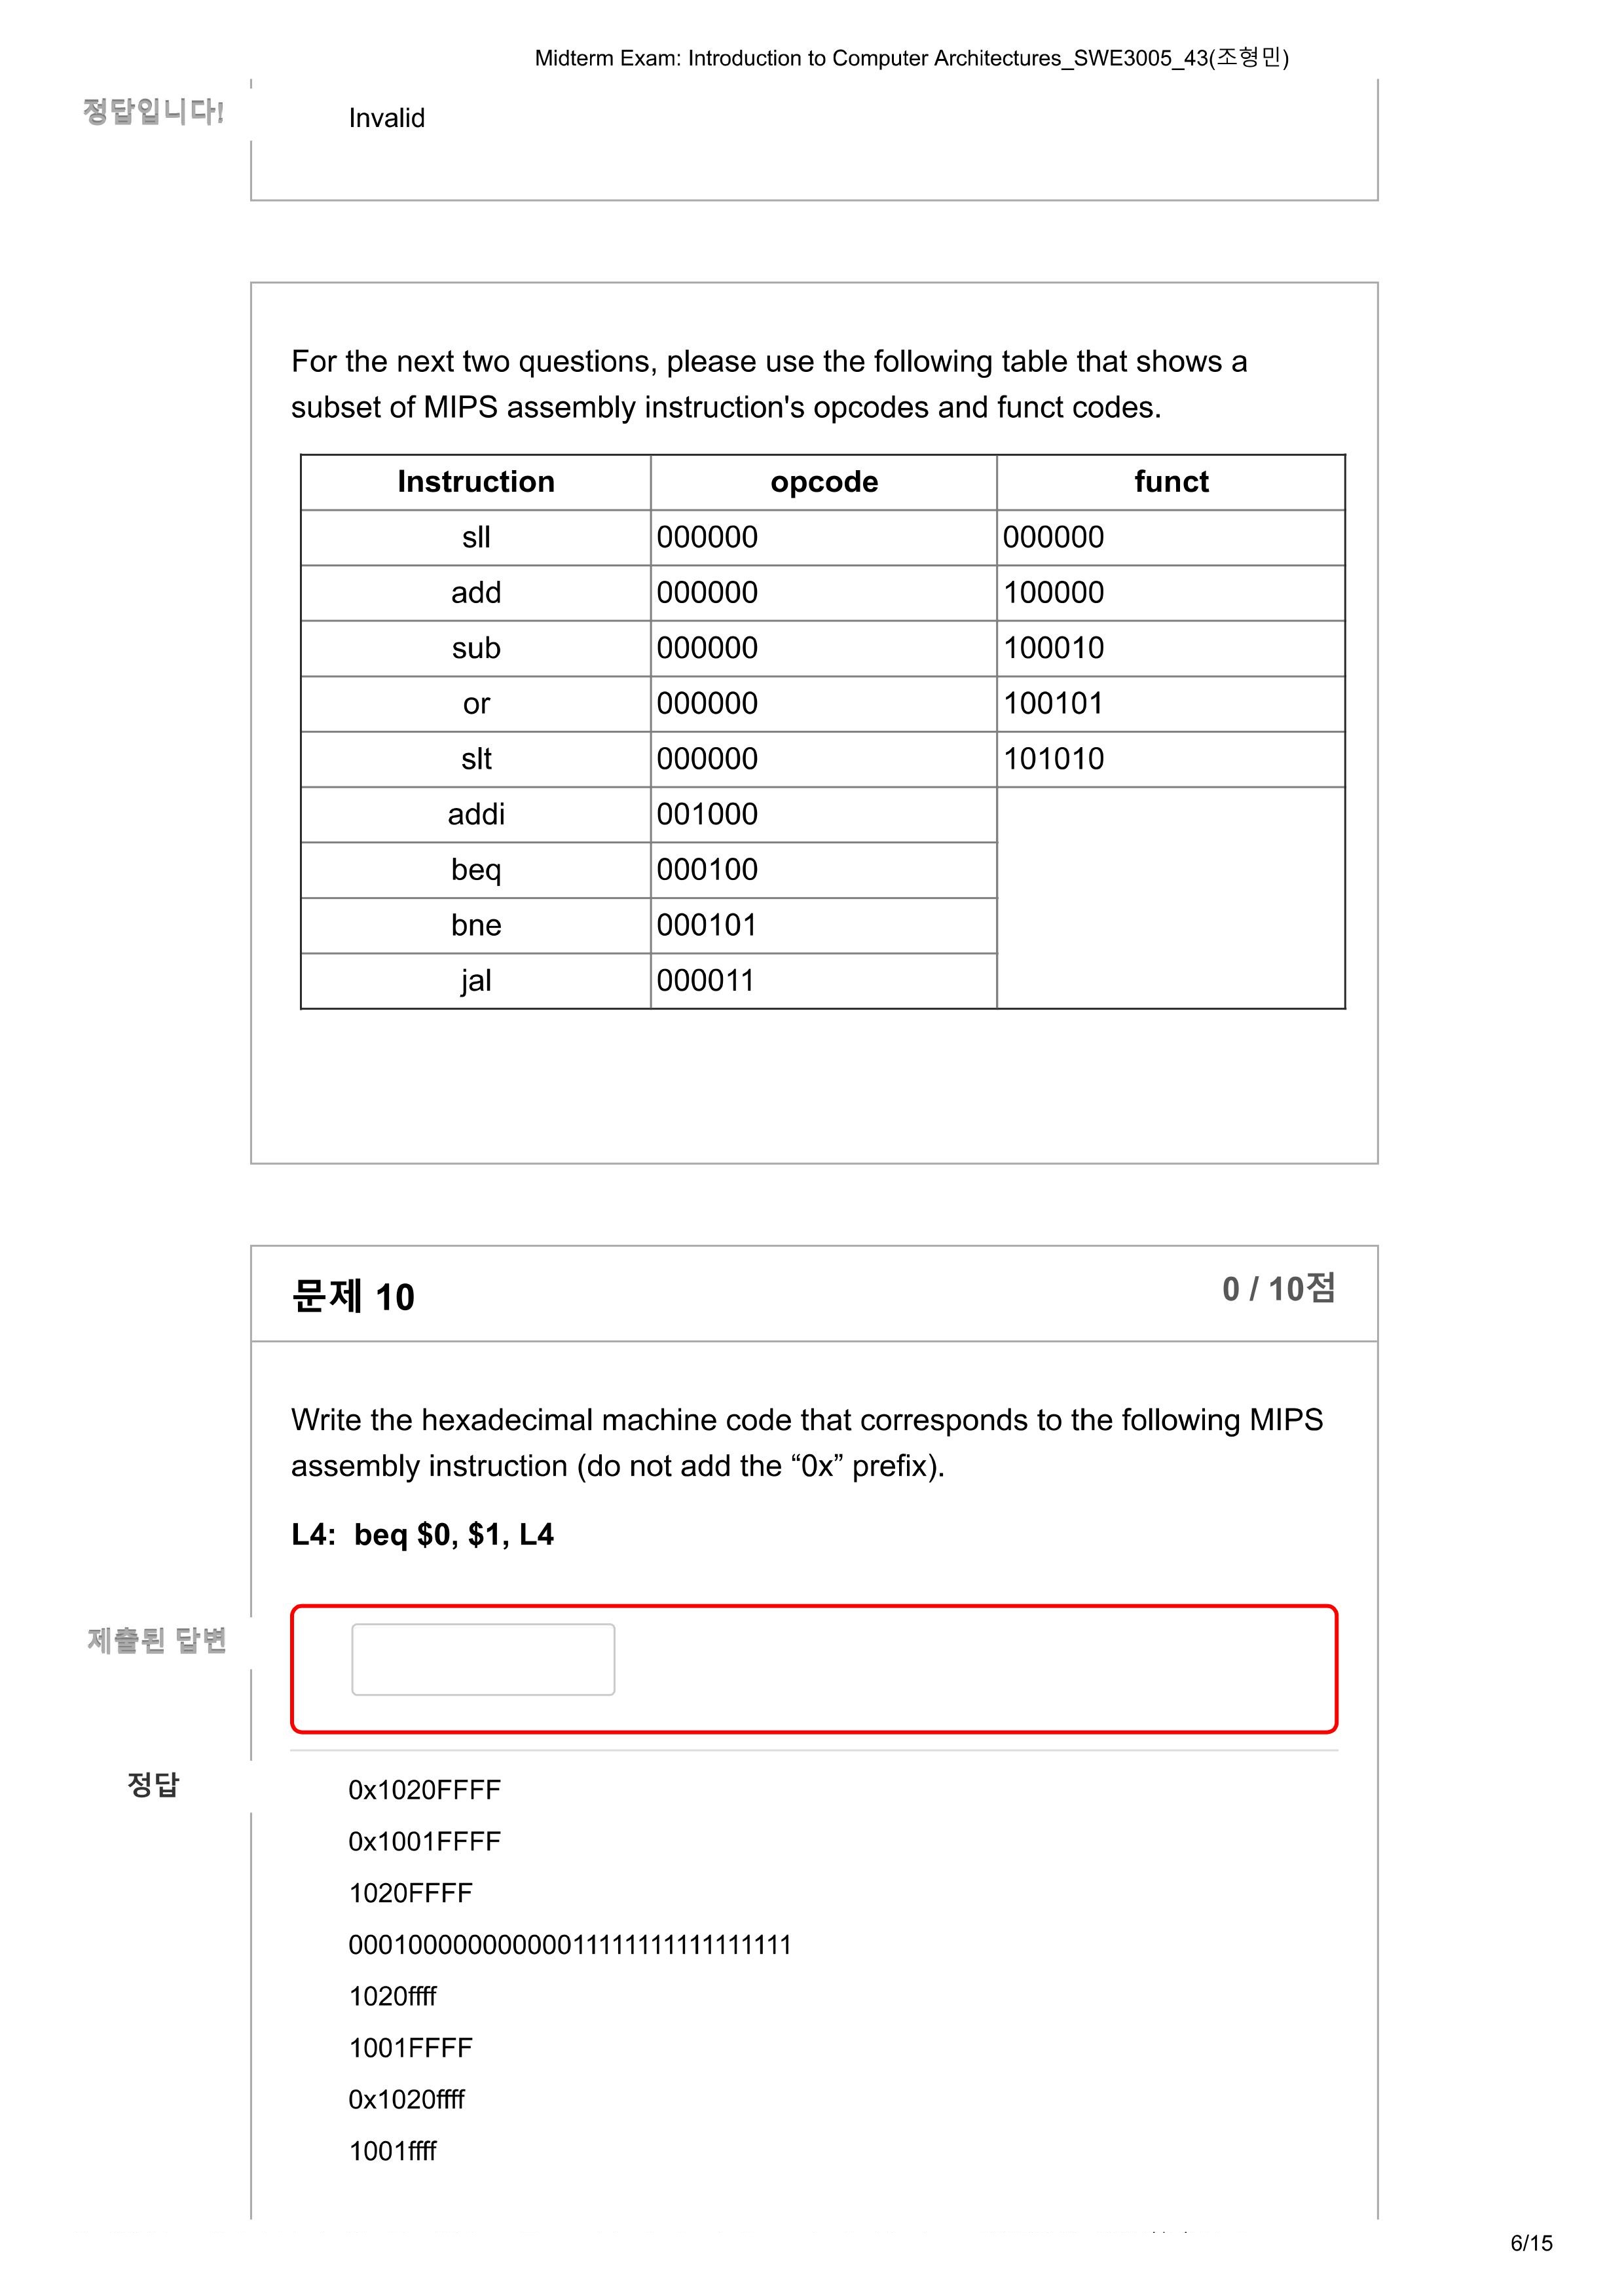 Midterm Exam: Introduction to Computer Architectures_SWE3005_43(조형민)
정답입니다!
Invalid
For the next two questions, please use the following table that shows a
subset of MIPS assembly instruction's opcodes and funct codes.
Instruction opcode funct
sll 000000 000000
add 000000 100000
sub 000000 100010
or 000000 100101
slt 000000 101010
addi 001000
beq 000100
bne 000101
jal 000011
문제 10
0 / 10점
Write the hexadecimal machine code that corresponds to the following MIPS
assembly instruction (do not add the “0x” prefix).
L4: beq $0, $1, L4
제출된 답변
정답
0x1020FFFF
0x1001FFFF
1020FFFF
00010000000000011111111111111111
1020ffff
1001FFFF
0x1020ffff
1001ffff
6/15